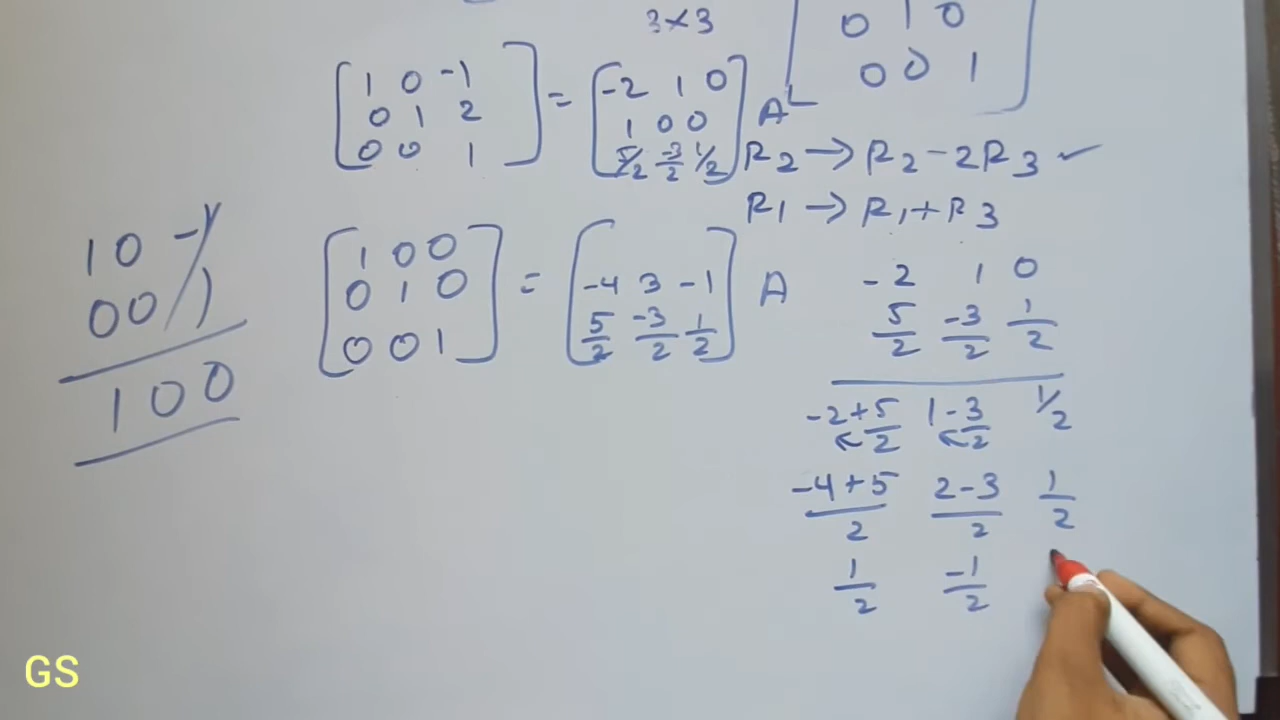 3×3
0 1 0
0 0 1
[1 0 -1 = [-2 1 0 A
0 1 2 1 0 0
0 0 1] 5/2 -3/2 1/2]
R2 → R2 - 2R3 ✓
R1 → R1 + R3
1 0 -1
0 0 1
1 0 0
[1 0 0 = [
0 1 0 -4 3 -1 A
0 0 1] 5/2 -3/2 1/2]
-2 1 0
5/2 -3/2 1/2
-2+5/2 1-3/2 1/2
-4+5/2 2-3/2 1/2
1/2 -1/2
GS